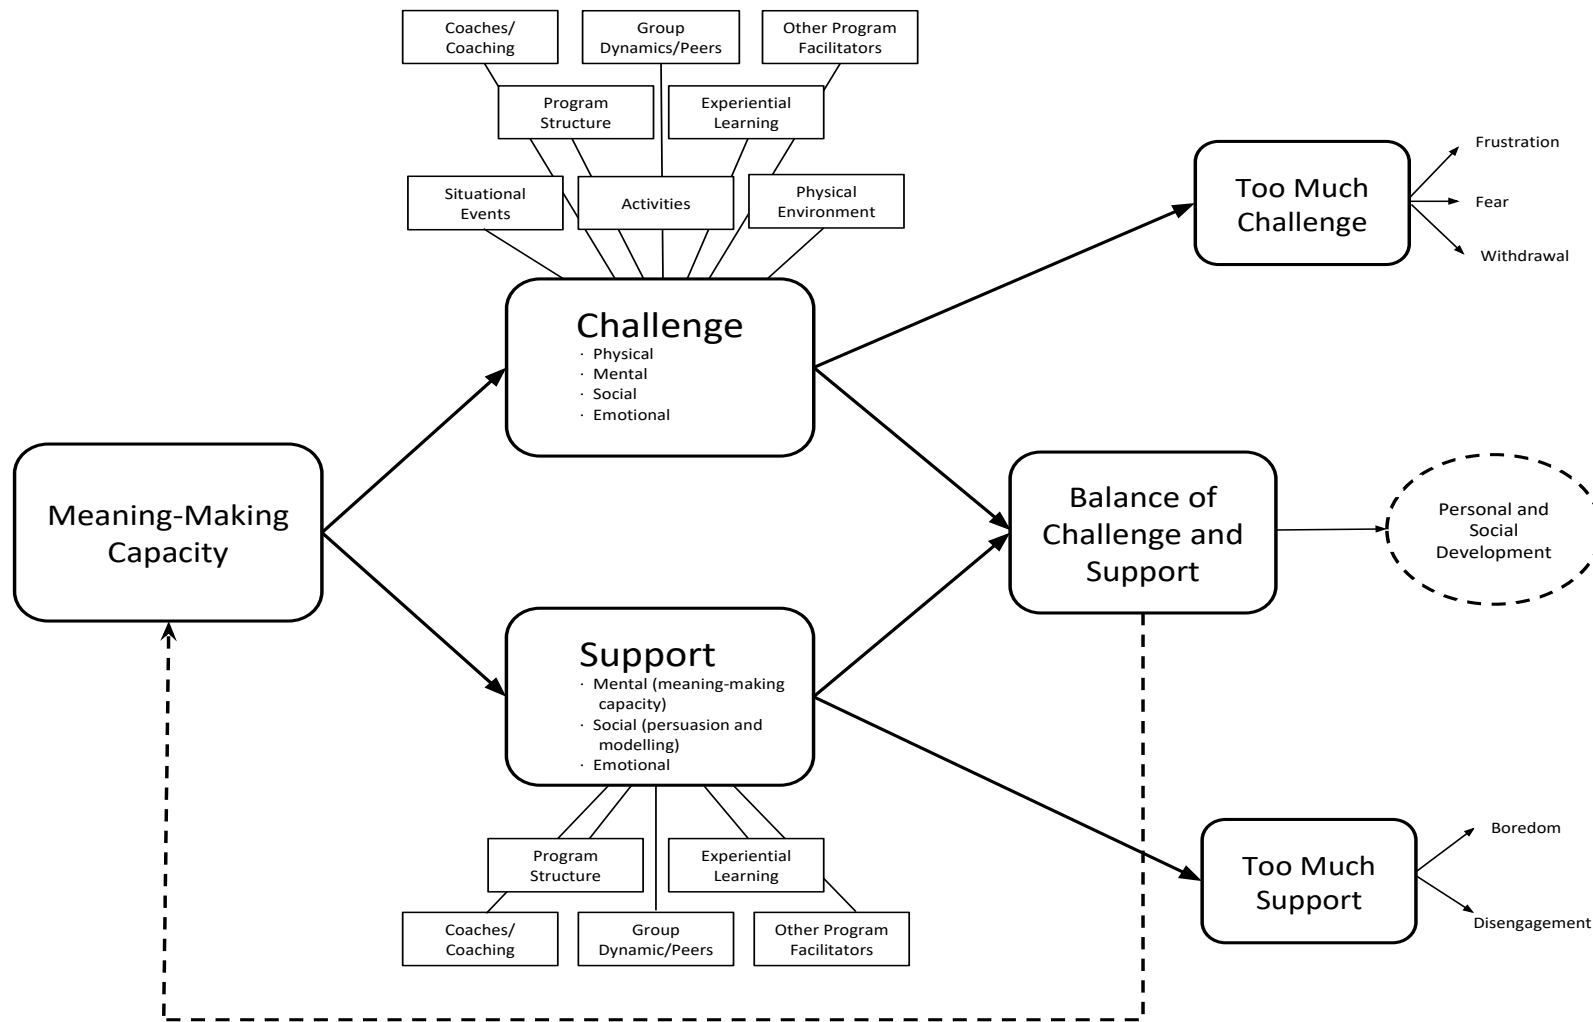 Coaches/
Coaching
Group
Dynamics/Peers
Other Program
Facilitators
Program
Structure
Experiential
Learning
Situational
Events
Activities
Physical
Environment
Challenge
· Physical
· Mental
· Social
· Emotional
Too Much
Challenge
Frustration
Fear
Withdrawal
Meaning-Making
Capacity
Balance of
Challenge and
Support
Personal and
Social
Development
Support
· Mental (meaning-making
capacity)
· Social (persuasion and
modelling)
· Emotional
Program
Structure
Experiential
Learning
Coaches/
Coaching
Group
Dynamic/Peers
Other Program
Facilitators
Too Much
Support
Boredom
Disengagement